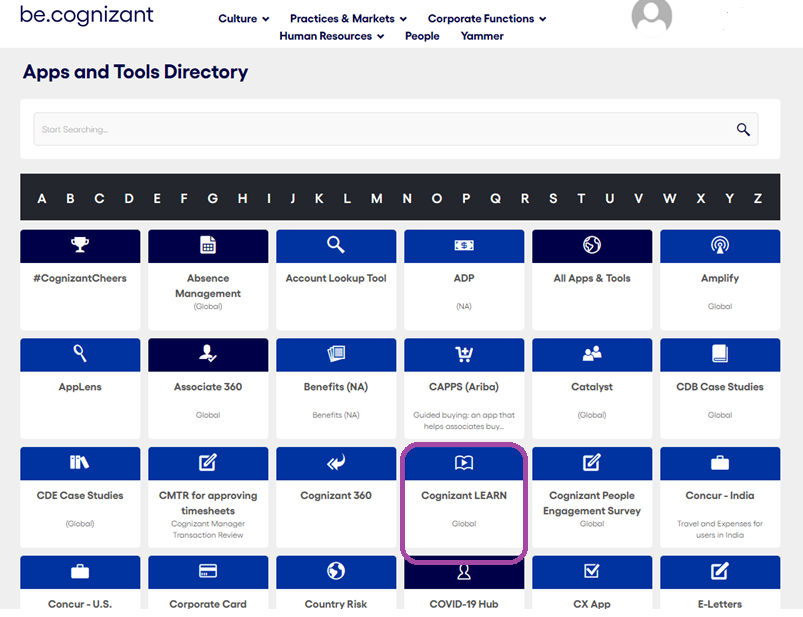 be.cognizant
Culture Practices & Markets Corporate Functions
Human Resources People Yammer
Apps and Tools Directory
Start Searching...
A B C D E F G H I J K L M N O P Q R S T U V W X Y Z
#CognizantCheers
Absence
Management
(Global)
Account Lookup Tool
ADP
(NA)
All Apps & Tools
Amplify
Global
AppLens
Associate 360
Global
Benefits (NA)
Benefits (NA)
CAPPS (Ariba)
Guided buying: an app that
helps associates buy...
Catalyst
(Global)
CDB Case Studies
Global
CDE Case Studies
(Global)
CMTR for approving
timesheets
Cognizant Manager
Transaction Review
Cognizant 360
Cognizant LEARN
Global
Cognizant People
Engagement Survey
Global
Concur - India
Travel and Expenses for
users in India
Concur - U.S.
Corporate Card
Country Risk
COVID-19 Hub
CX App
E-Letters